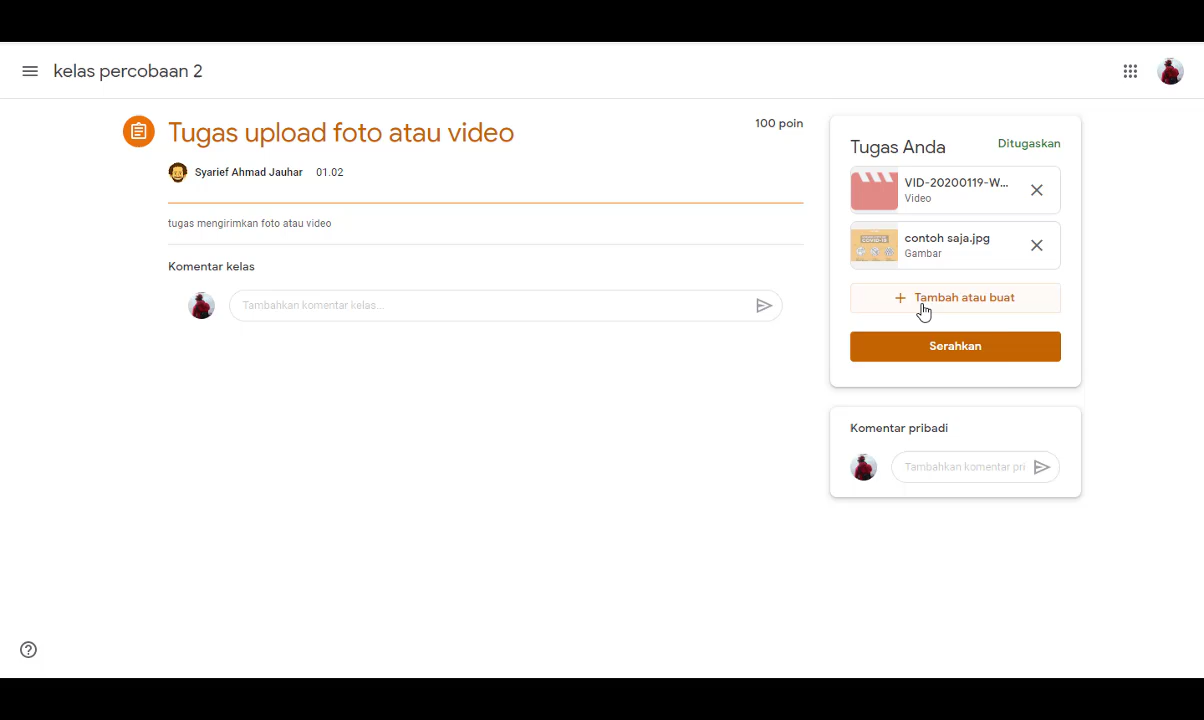 kelas percobaan 2
Tugas upload foto atau video
100 poin
Syarief Ahmad Jauhar 01.02
tugas mengirimkan foto atau video
Komentar kelas
Tambahkan komentar kelas...
Tugas Anda
Ditugaskan
VID-20200119-W...
Video
contoh saja.jpg
Gambar
+ Tambah atau buat
Serahkan
Komentar pribadi
Tambahkan komentar pri